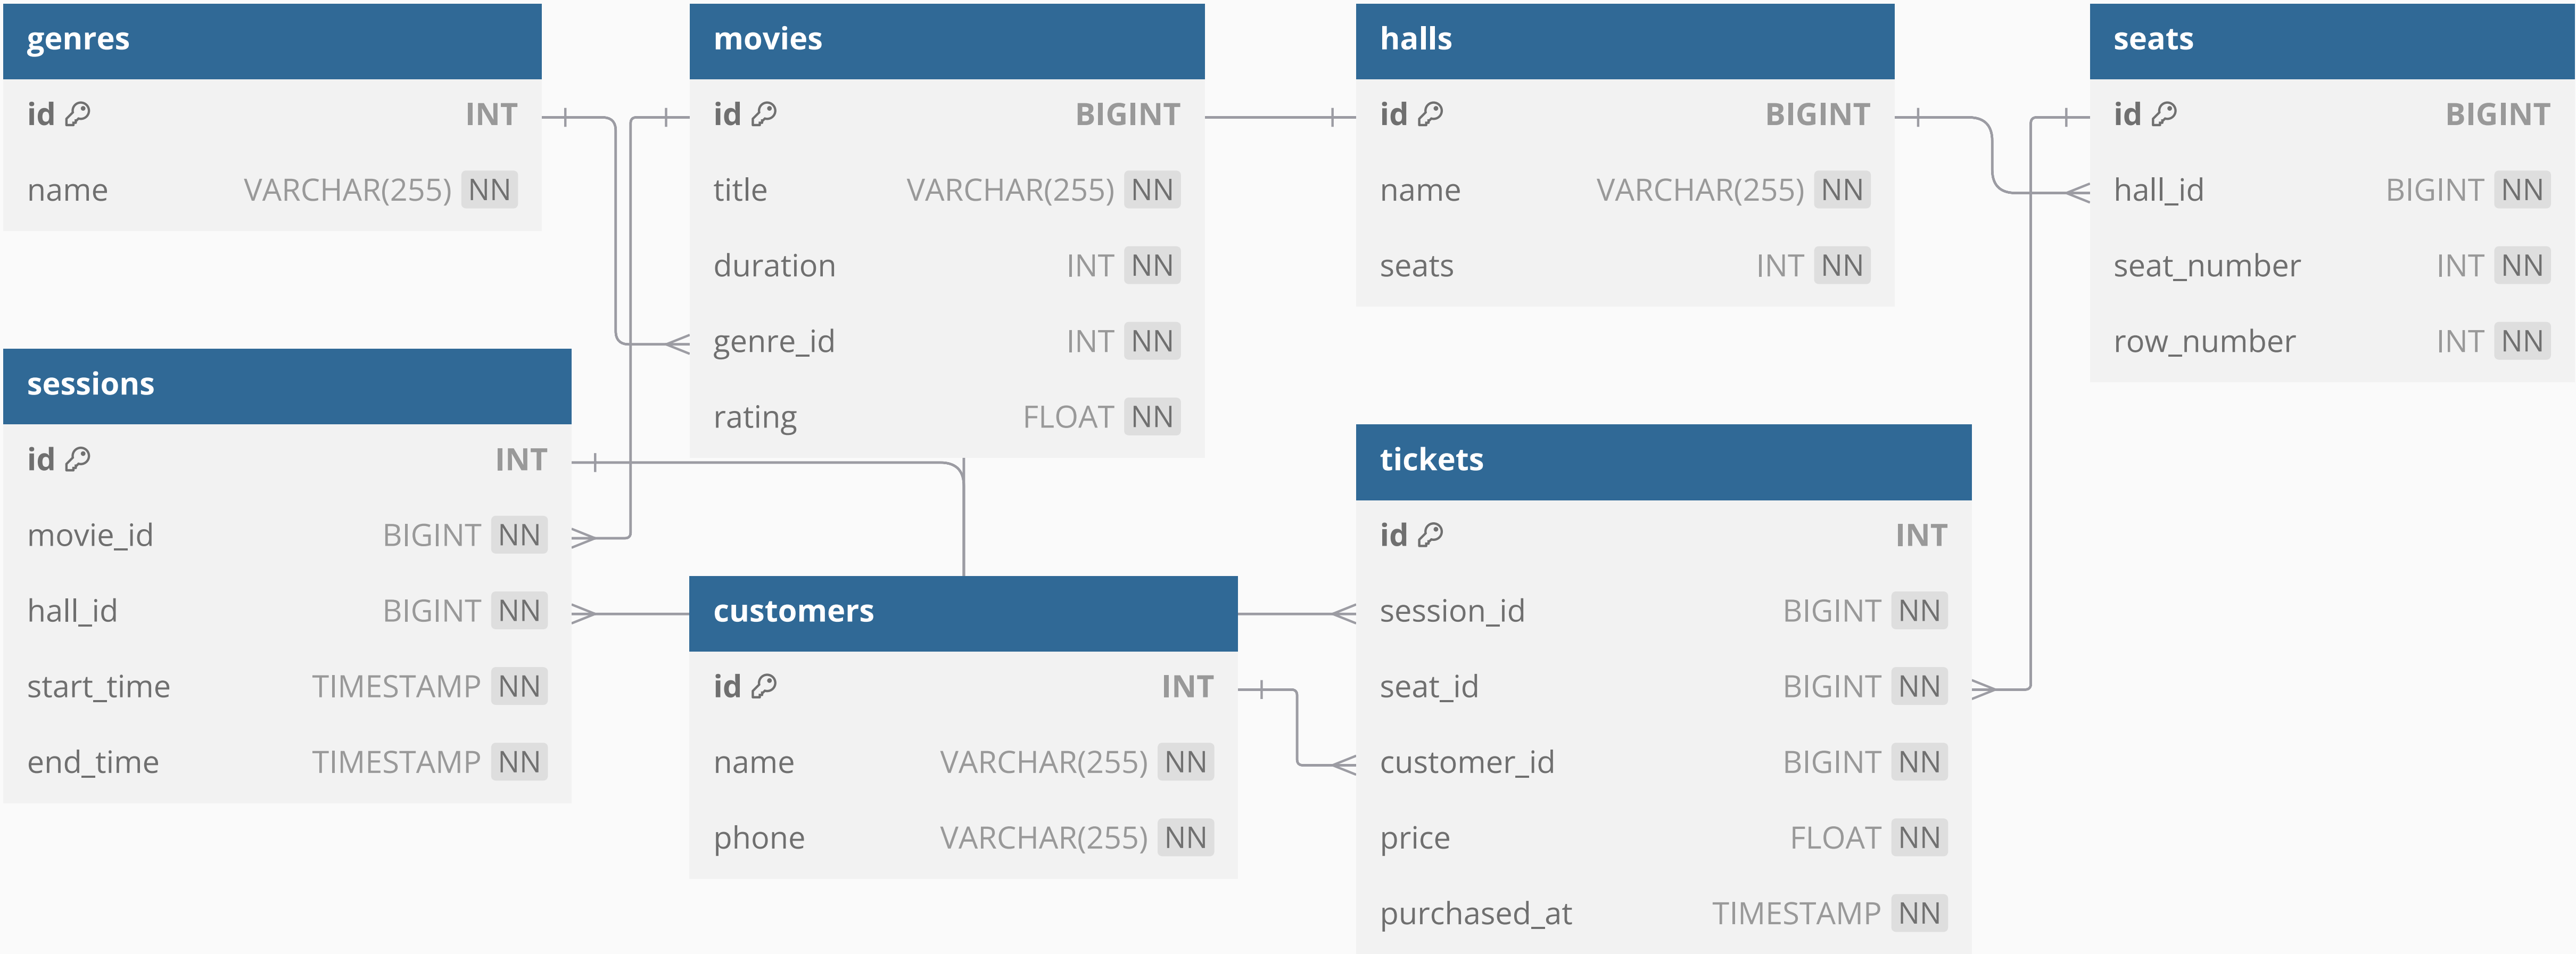 genres
id INT
name VARCHAR(255) NN
movies
id BIGINT
title VARCHAR(255) NN
duration INT NN
genre_id INT NN
rating FLOAT NN
halls
id BIGINT
name VARCHAR(255) NN
seats INT NN
seats
id BIGINT
hall_id BIGINT NN
seat_number INT NN
row_number INT NN
sessions
id INT
movie_id BIGINT NN
hall_id BIGINT NN
start_time TIMESTAMP NN
end_time TIMESTAMP NN
customers
id INT
name VARCHAR(255) NN
phone VARCHAR(255) NN
tickets
id INT
session_id BIGINT NN
seat_id BIGINT NN
customer_id BIGINT NN
price FLOAT NN
purchased_at TIMESTAMP NN